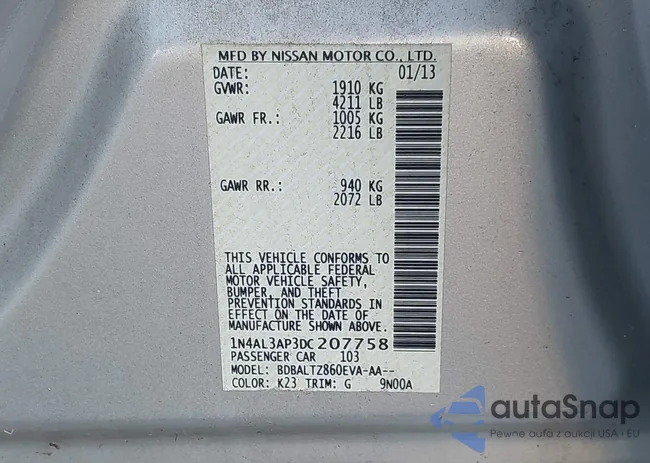 MFD BY NISSAN MOTOR CO., LTD.
DATE: 01/13
GVWR: 1910 KG
4211 LB
GAWR FR.: 1005 KG
2216 LB
GAWR RR.: 940 KG
2072 LB
THIS VEHICLE CONFORMS TO
ALL APPLICABLE FEDERAL
MOTOR VEHICLE SAFETY,
BUMPER, AND THEFT
PREVENTION STANDARDS IN
EFFECT ON THE DATE OF
MANUFACTURE SHOWN ABOVE.
1N4AL3AP3DC207758
PASSENGER CAR 103
MODEL: BDBALTZ860EVA-AA--
COLOR: K23 TRIM: G 9N00A
autoSnap
Pewne auta z aukcji USA i EU